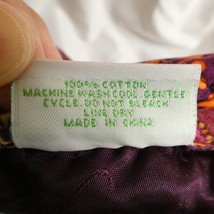 100% COTTON
MACHINE WASH COOL. GENTLE
CYCLE. DO NOT BLEACH
LINE DRY
MADE IN CHINA